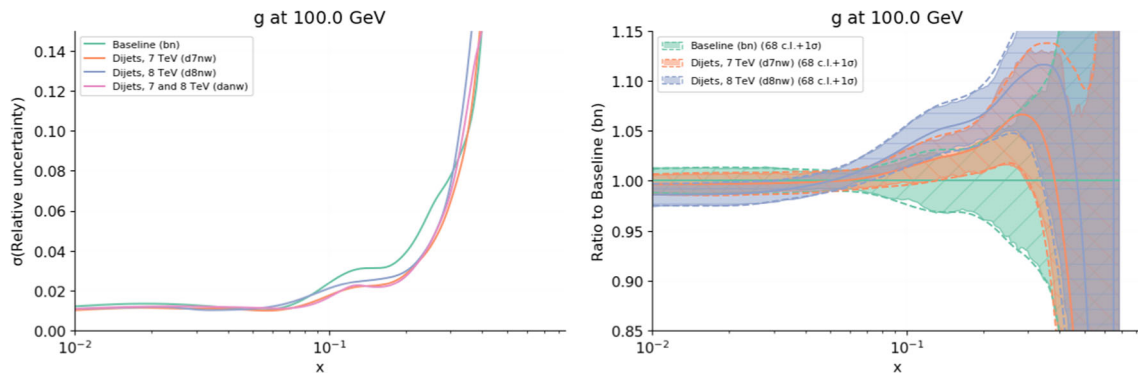 g at 100.0 GeV
σ(Relative uncertainty)
0.14
0.12
0.10
0.08
0.06
0.04
0.02
0.00
Baseline (bn)
Dijets, 7 TeV (d7nw)
Dijets, 8 TeV (d8nw)
Dijets, 7 and 8 TeV (danw)
10⁻²
10⁻¹
x
g at 100.0 GeV
Ratio to Baseline (bn)
1.15
1.10
1.05
1.00
0.95
0.90
0.85
Baseline (bn) (68 c.l.+1σ)
Dijets, 7 TeV (d7nw) (68 c.l.+1σ)
Dijets, 8 TeV (d8nw) (68 c.l.+1σ)
10⁻²
10⁻¹
x